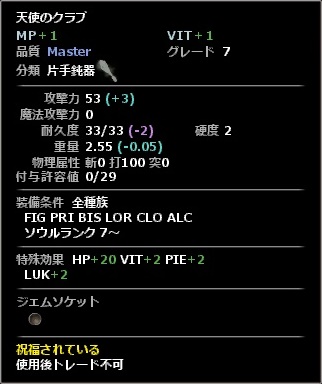 天使のクラブ
MP+1 VIT+1
品質 Master グレード 7
分類 片手鈍器
攻撃力 53 (+3)
魔法攻撃力 0
耐久度 33/33 (-2) 硬度 2
重量 2.55 (-0.05)
物理属性 斬0 打100 突0
付与許容値 0/29
装備条件 全種族
FIG PRI BIS LOR CLO ALC
ソウルランク 7～
特殊効果 HP+20 VIT+2 PIE+2
LUK+2
ジェムソケット
祝福されている
使用後トレード不可